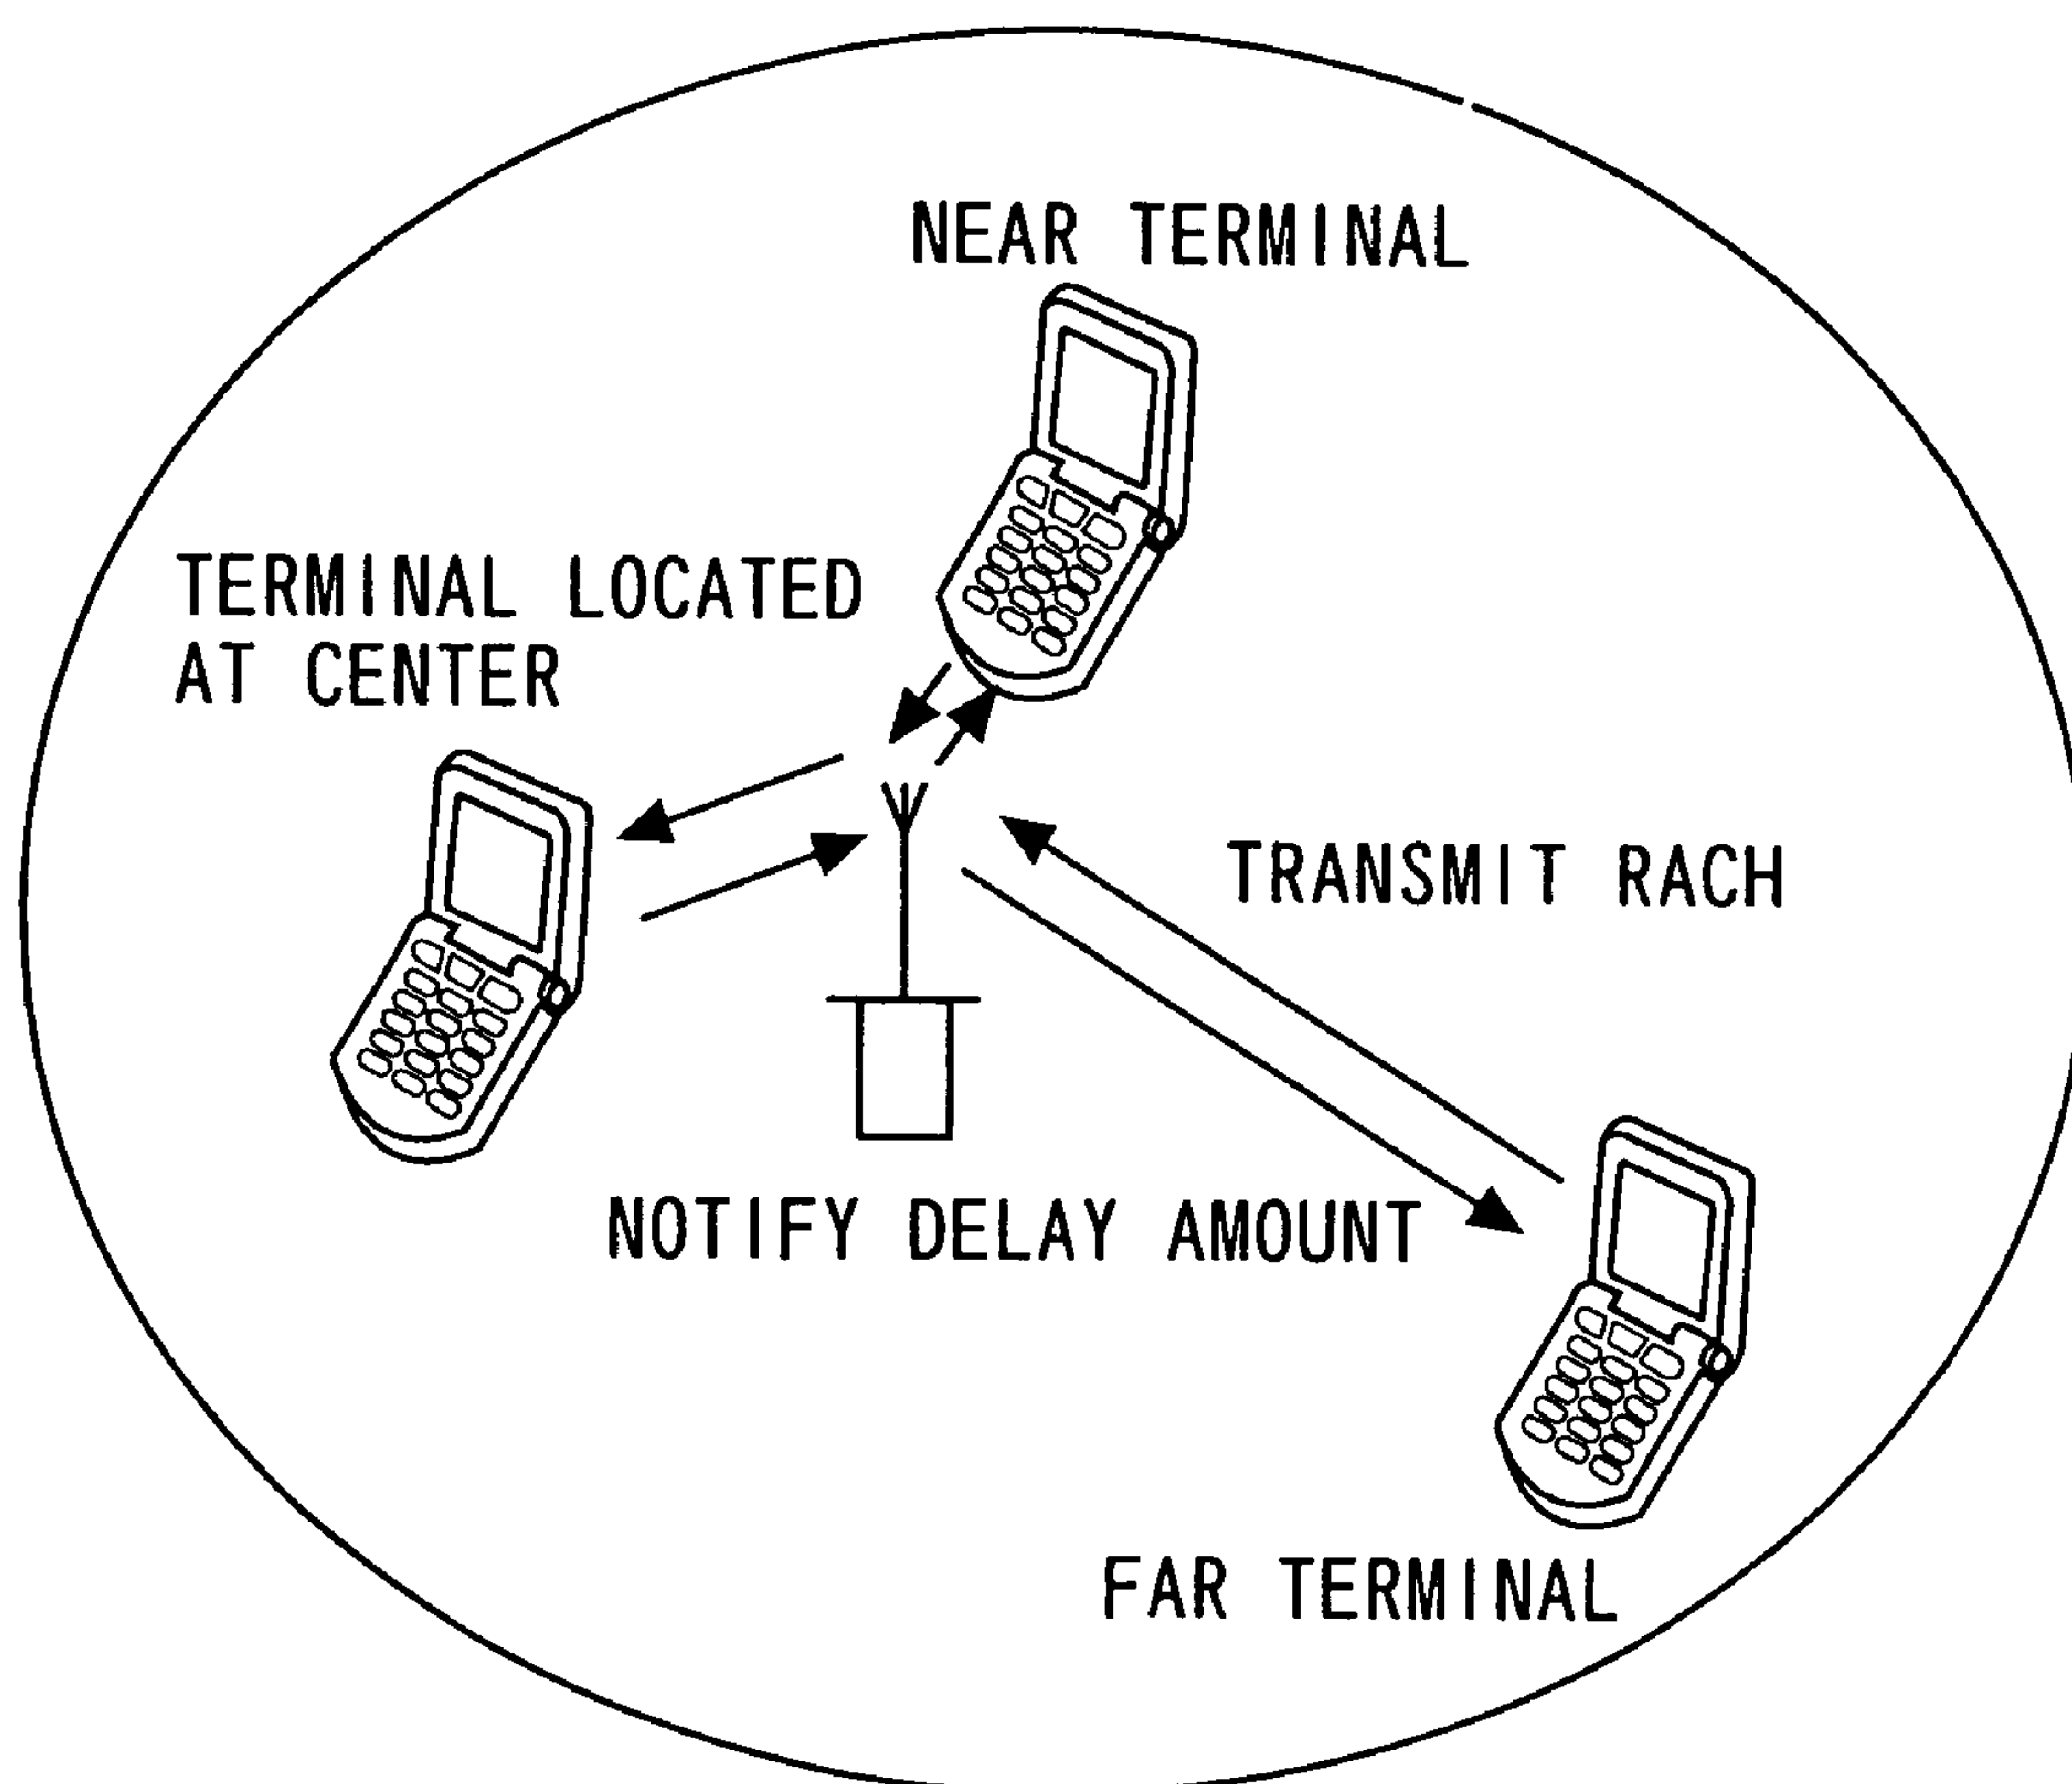 NEAR TERMINAL
TERMINAL LOCATED
AT CENTER
TRANSMIT RACH
NOTIFY DELAY AMOUNT
FAR TERMINAL